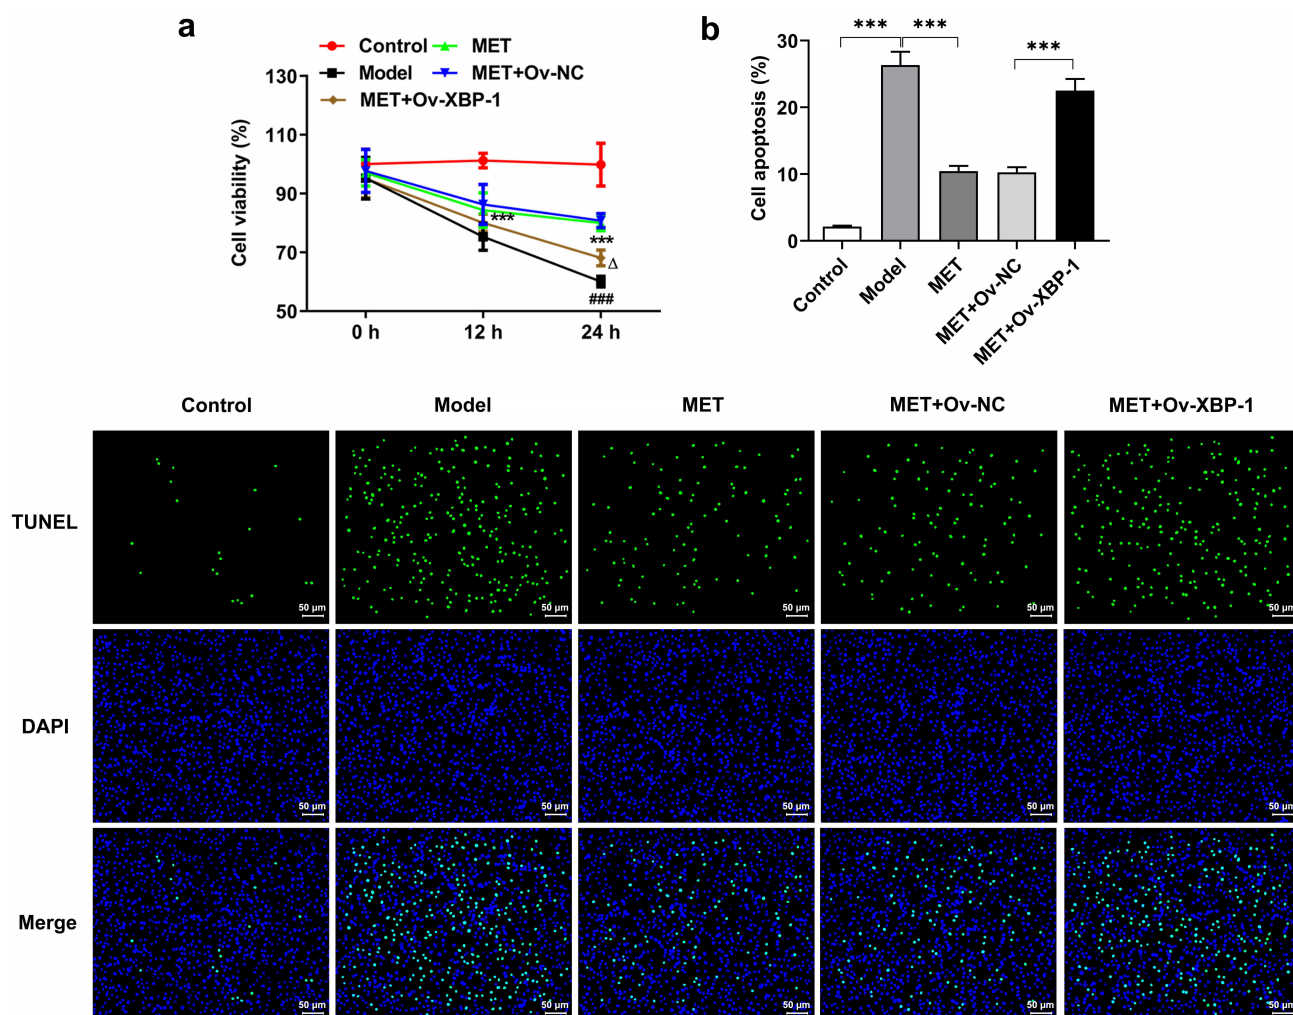 a
Control MET
Model MET+Ov-NC
MET+Ov-XBP-1
Cell viability (%)
130
110
90
70
50
***
***
Δ
###
0 h 12 h 24 h
b
*** *** ***
Cell apoptosis (%)
30
20
10
0
Control Model MET MET+Ov-NC MET+Ov-XBP-1
Control Model MET MET+Ov-NC MET+Ov-XBP-1
TUNEL
50 µm 50 µm 50 µm 50 µm 50 µm
DAPI
50 µm 50 µm 50 µm 50 µm 50 µm
Merge
50 µm 50 µm 50 µm 50 µm 50 µm